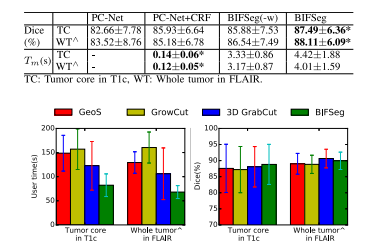 PC-Net PC-Net+CRF BIFSeg(-w) BIFSeg
Dice TC 82.66±7.78 85.93±6.64 85.88±7.53 87.49±6.36*
(%) WT^ 83.52±8.76 85.18±6.78 86.54±7.49 88.11±6.09*
Tm(s) TC - 0.14±0.06* 3.33±0.86 4.42±1.88
WT^ - 0.12±0.05* 3.17±0.87 4.01±1.59
TC: Tumor core in T1c, WT: Whole tumor in FLAIR.
GeoS GrowCut 3D GrabCut BIFSeg
User time(s)
200
150
100
50
0
Tumor core in T1c
Whole tumor^ in FLAIR
Dice(%)
100
95
90
85
80
75
70
Tumor core in T1c
Whole tumor^ in FLAIR